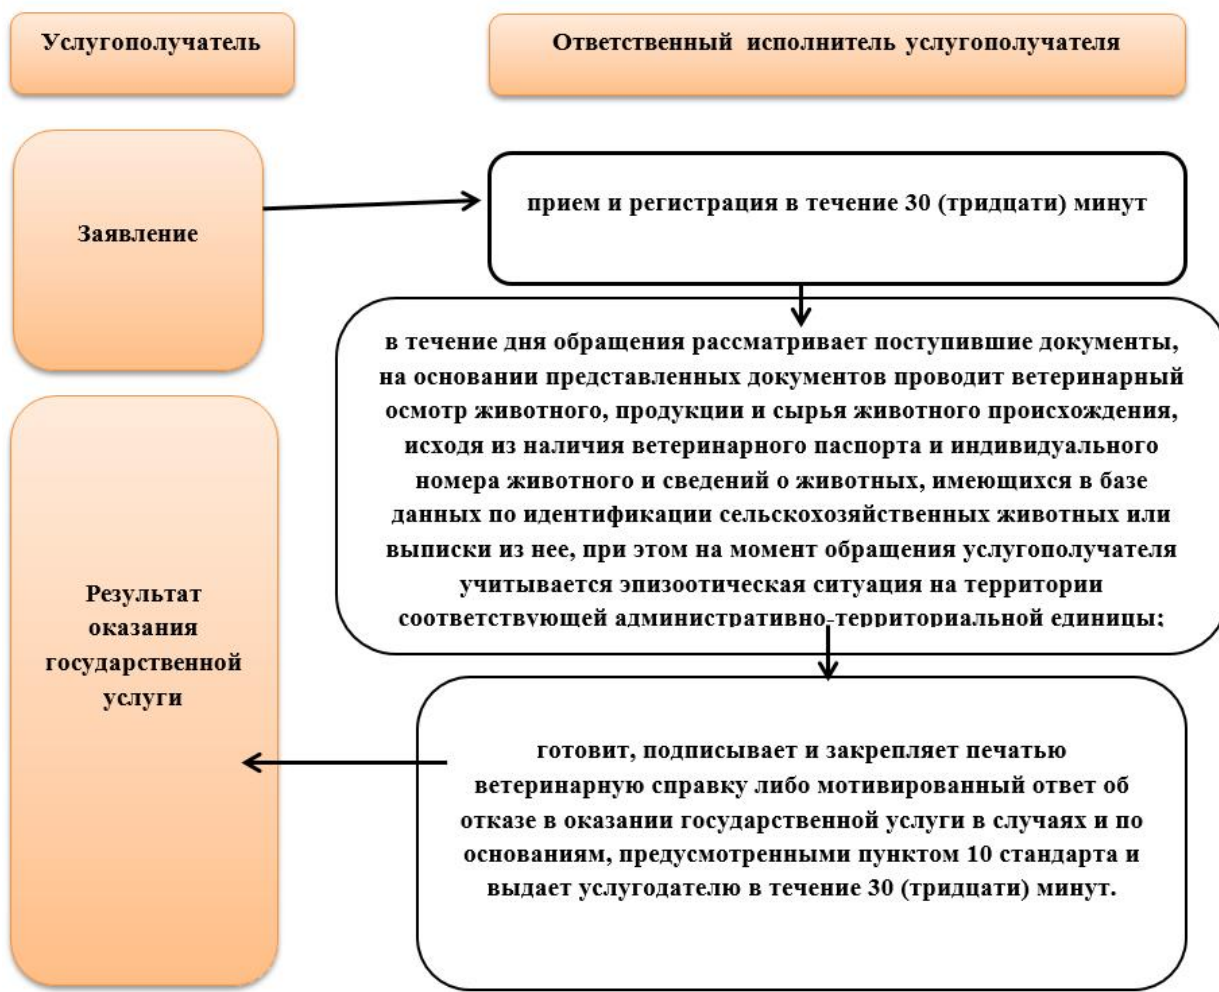 Услугополучатель
Ответственный исполнитель услугополучателя
Заявление
прием и регистрация в течение 30 (тридцати) минут
в течение дня обращения рассматривает поступившие документы,
на основании представленных документов проводит ветеринарный
осмотр животного, продукции и сырья животного происхождения,
исходя из наличия ветеринарного паспорта и индивидуального
номера животного и сведений о животных, имеющихся в базе
данных по идентификации сельскохозяйственных животных или
выписки из нее, при этом на момент обращения услугополучателя
учитывается эпизоотическая ситуация на территории
соответствующей административно-территориальной единицы;
Результат
оказания
государственной
услуги
готовит, подписывает и закрепляет печатью
ветеринарную справку либо мотивированный ответ об
отказе в оказании государственной услуги в случаях и по
основаниям, предусмотренными пунктом 10 стандарта и
выдает услугодателю в течение 30 (тридцати) минут.